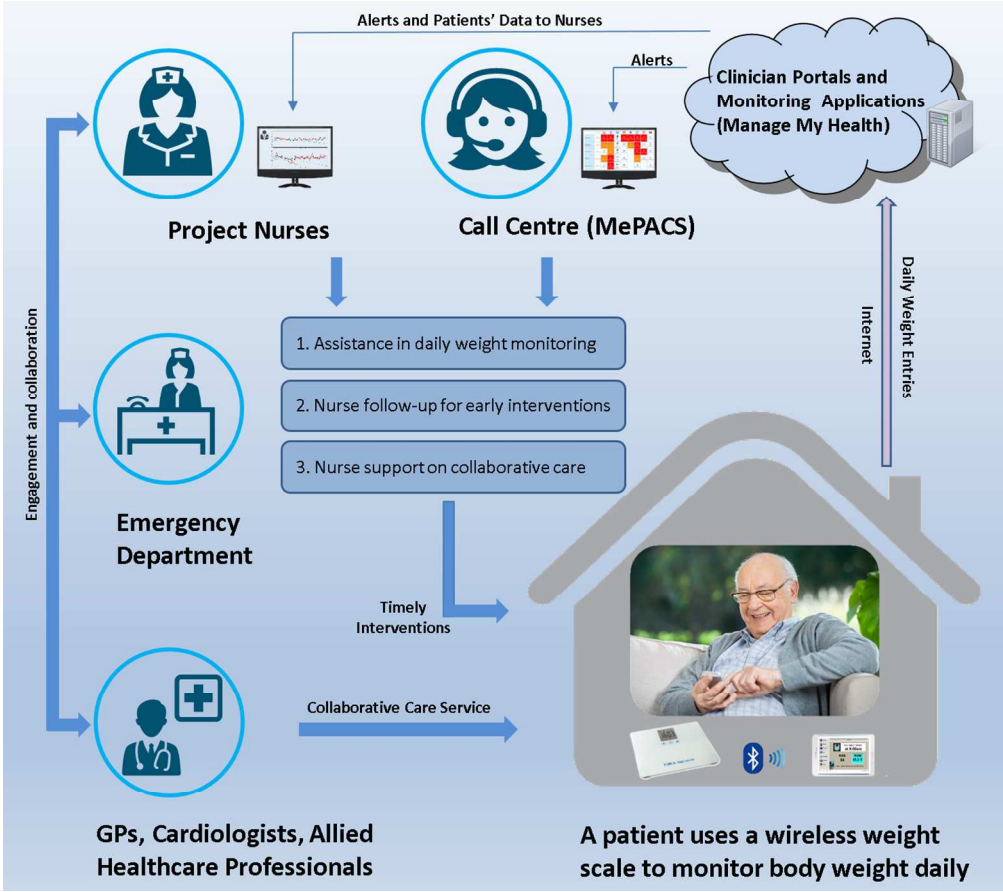 Alerts and Patients’ Data to Nurses
Alerts
Clinician Portals and
Monitoring Applications
(Manage My Health)
Project Nurses
Call Centre (MePACS)
Daily Weight Entries
Internet
Engagement and collaboration
1. Assistance in daily weight monitoring
2. Nurse follow-up for early interventions
3. Nurse support on collaborative care
Emergency
Department
Timely
Interventions
Collaborative Care Service
GPs, Cardiologists, Allied
Healthcare Professionals
A patient uses a wireless weight
scale to monitor body weight daily